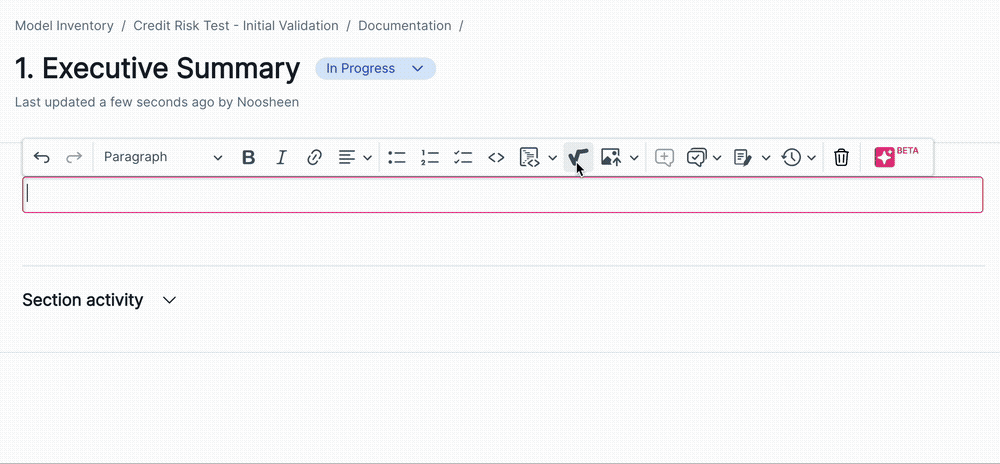 Model Inventory / Credit Risk Test - Initial Validation / Documentation /
1. Executive Summary In Progress
Last updated a few seconds ago by Noosheen
Paragraph B I BETA
Section activity